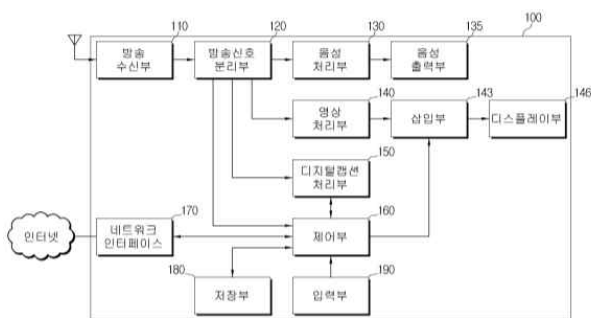 100
110
120
130
135
방송
수신부
방송신호
분리부
음성
처리부
음성
출력부
140
143
146
영상
처리부
삽입부
디스플레이부
150
디지털캡션
처리부
170
160
인터넷
네트워크
인터페이스
제어부
180
190
저장부
입력부